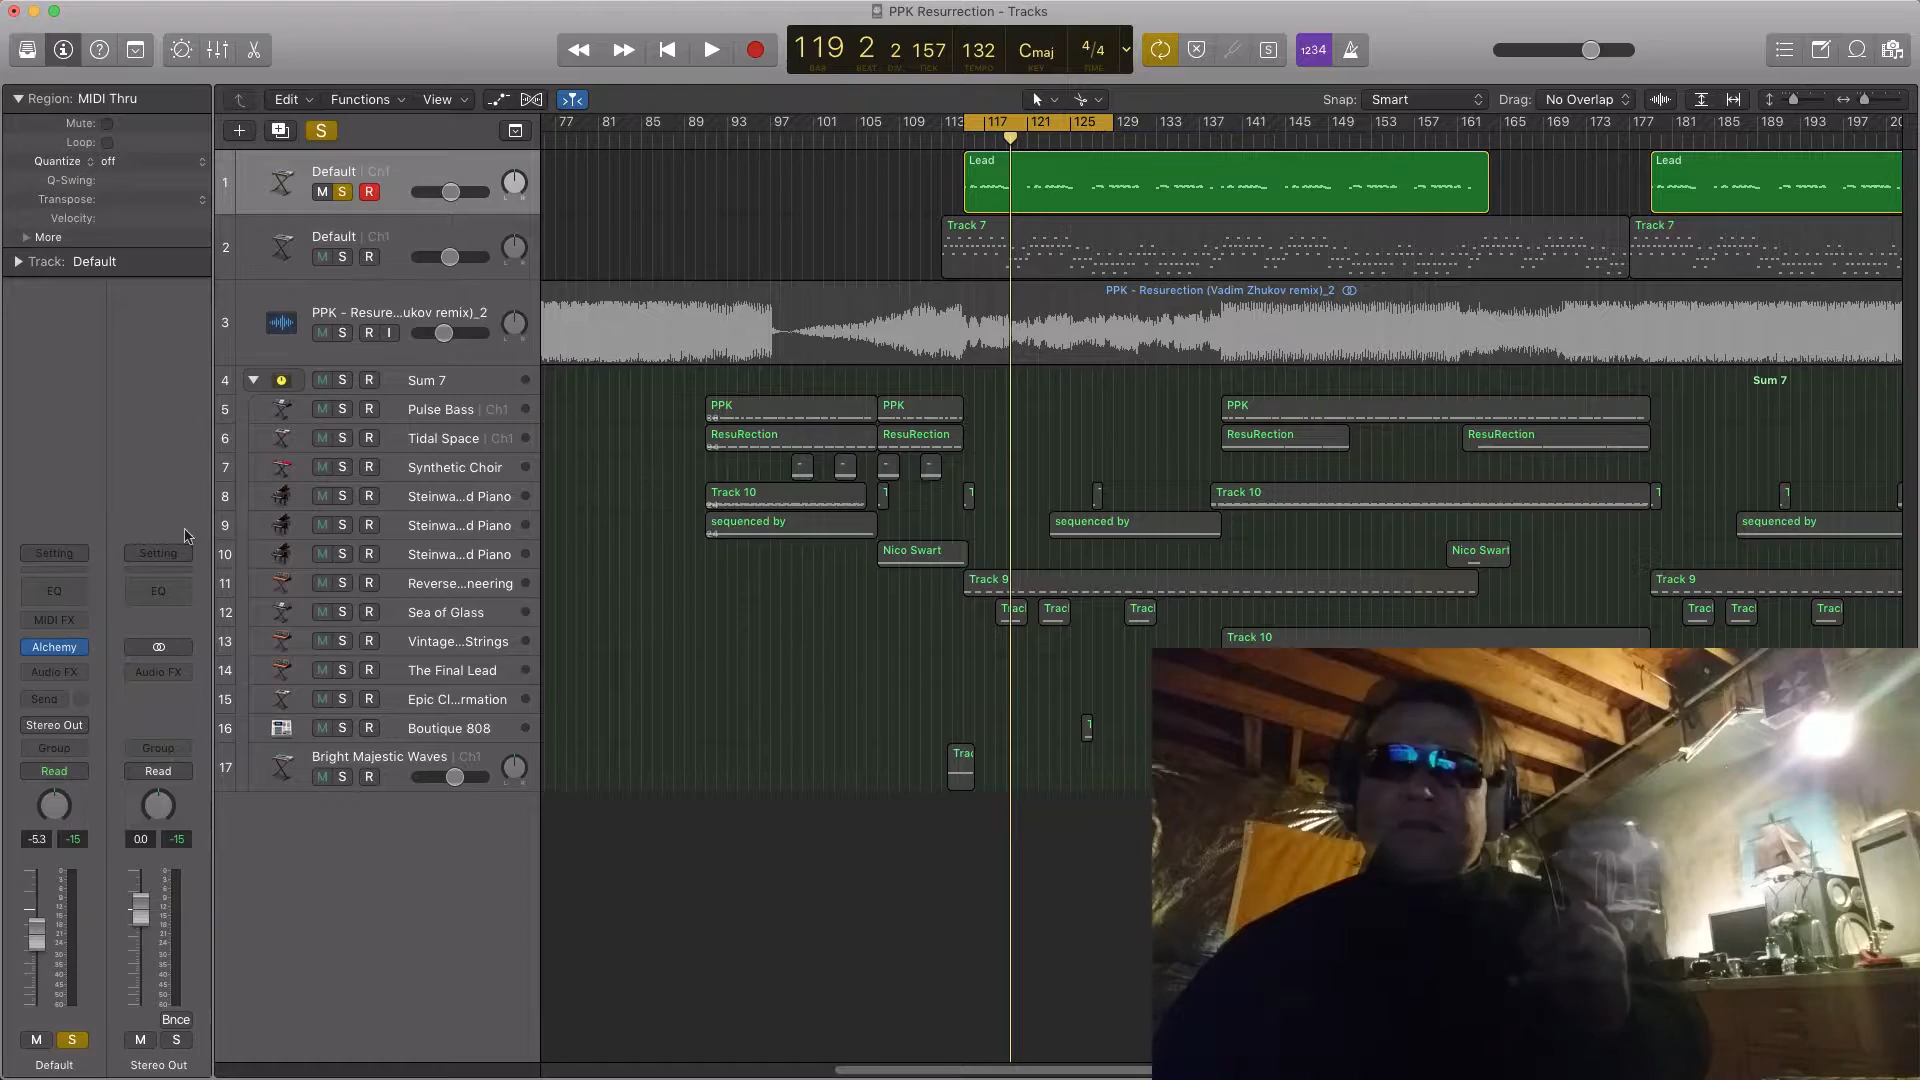 PPK Resurrection - Tracks
119 2 2 157 132 Cmaj 4/4
BAR BEAT DIV TICK TEMPO KEY TIME
S 1234
Region: MIDI Thru
Mute:
Loop:
Quantize off
Q-Swing:
Transpose:
Velocity:
More
Track: Default
Edit Functions View
Snap: Smart Drag: No Overlap
S
77 81 85 89 93 97 101 105 109 113 117 121 125 129 133 137 141 145 149 153 157 161 165 169 173 177 181 185 189 193 197 20
1 Default | Ch1
M S R
Lead Lead
2 Default | Ch1
M S R
Track 7 Track 7
PPK - Resurection (Vadim Zhukov remix)_2
3 PPK - Resure...ukov remix)_2
M S R I
4 M S R Sum 7 Sum 7
5 M S R Pulse Bass | Ch1 PPK PPK PPK
6 M S R Tidal Space | Ch1 ResuRection ResuRection ResuRection ResuRection
7 M S R Synthetic Choir - - - -
8 M S R Steinwa...d Piano Track 10 Track 10
9 M S R Steinwa...d Piano sequenced by sequenced by sequenced by
10 M S R Steinwa...d Piano Nico Swart Nico Swart
11 M S R Reverse...neering Track 9 Track 9
12 M S R Sea of Glass Trac Trac Trac Trac Trac Trac
13 M S R Vintage...Strings Track 10
14 M S R The Final Lead
15 M S R Epic Cl...rmation
16 M S R Boutique 808
17 Bright Majestic Waves | Ch1
M S R
Trac
Setting Setting
EQ EQ
MIDI FX
Alchemy
Audio FX Audio FX
Send
Stereo Out
Group Group
Read Read
-5.3 -15 0.0 -15
Bnce
M S M S
Default Stereo Out